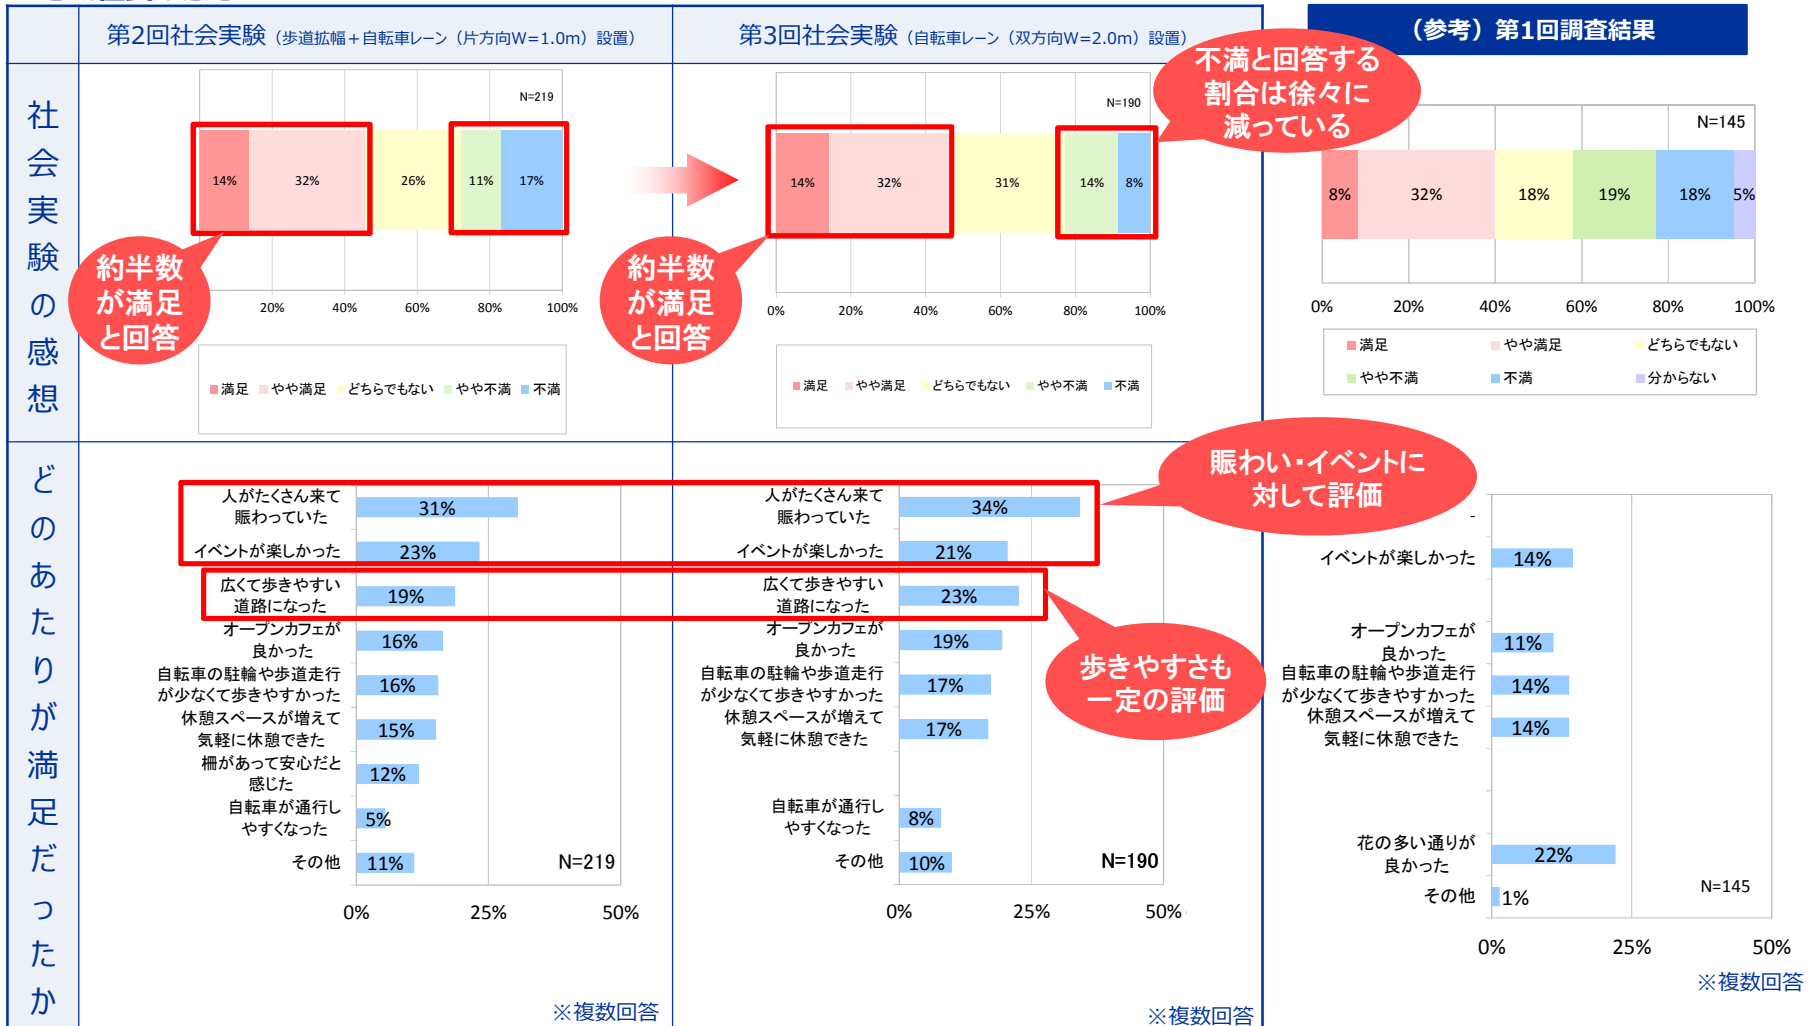 第2回社会実験（歩道拡幅＋自転車レーン（片方向W=1.0m）設置）
第3回社会実験（自転車レーン（双方向W=2.0m）設置）
（参考）第1回調査結果
社会実験の感想
N=219
14%
32%
26%
11%
17%
20%
40%
60%
80%
100%
満足
やや満足
どちらでもない
やや不満
不満
約半数
が満足
と回答
N=190
14%
32%
31%
14%
8%
0%
20%
40%
60%
80%
100%
満足
やや満足
どちらでもない
やや不満
不満
約半数
が満足
と回答
不満と回答する
割合は徐々に
減っている
N=145
8%
32%
18%
19%
18%
5%
0%
20%
40%
60%
80%
100%
満足
やや満足
どちらでもない
やや不満
不満
分からない
どのあたりが満足だったか
人がたくさん来て
賑わっていた
31%
イベントが楽しかった
23%
広くて歩きやすい
道路になった
19%
オープンカフェが
良かった
16%
自転車の駐輪や歩道走行
が少なくて歩きやすかった
16%
休憩スペースが増えて
気軽に休憩できた
15%
柵があって安心だと
感じた
12%
自転車が通行し
やすくなった
5%
その他
11%
N=219
0%
25%
50%
※複数回答
人がたくさん来て
賑わっていた
34%
イベントが楽しかった
21%
広くて歩きやすい
道路になった
23%
オープンカフェが
良かった
19%
自転車の駐輪や歩道走行
が少なくて歩きやすかった
17%
休憩スペースが増えて
気軽に休憩できた
17%
自転車が通行し
やすくなった
8%
その他
10%
N=190
0%
25%
50%
※複数回答
賑わい・イベントに
対して評価
歩きやすさも
一定の評価
-
イベントが楽しかった
14%
オープンカフェが
良かった
11%
自転車の駐輪や歩道走行
が少なくて歩きやすかった
14%
休憩スペースが増えて
気軽に休憩できた
14%
花の多い通りが
良かった
22%
その他
1%
N=145
0%
25%
50%
※複数回答